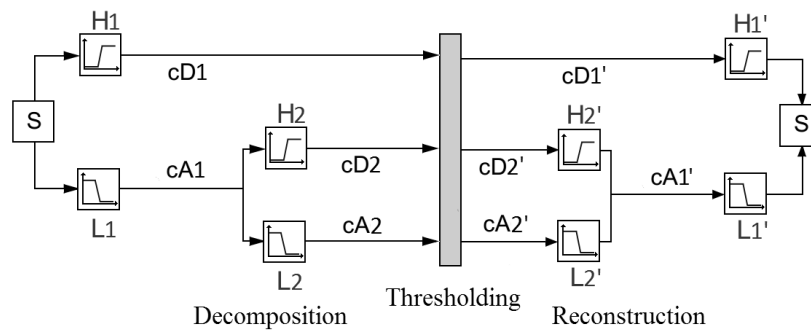 H1
H1'
cD1
cD1'
S
S
H2
H2'
cA1
cD2
cD2'
cA1'
L1
cA2
cA2'
L1'
L2
L2'
Decomposition
Thresholding
Reconstruction